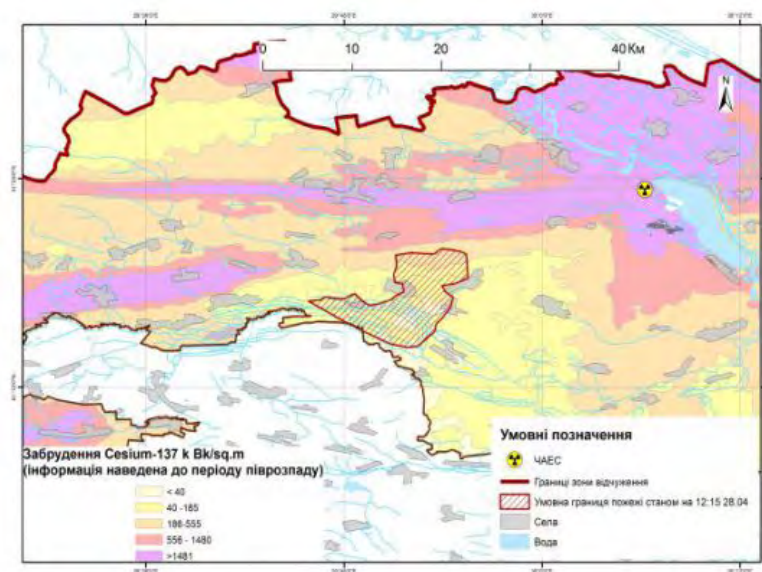 0 10 20 40 Км
N
Забрудення Cesium-137 k Bk/sq.m
(інформація наведена до періоду піврозпаду)
< 40
40 -185
186-555
556 - 1480
>1481
Умовні позначення
ЧАЕС
Границі зони відчуження
Умовна границя пожежі станом на 12:15 28.04
Села
Вода